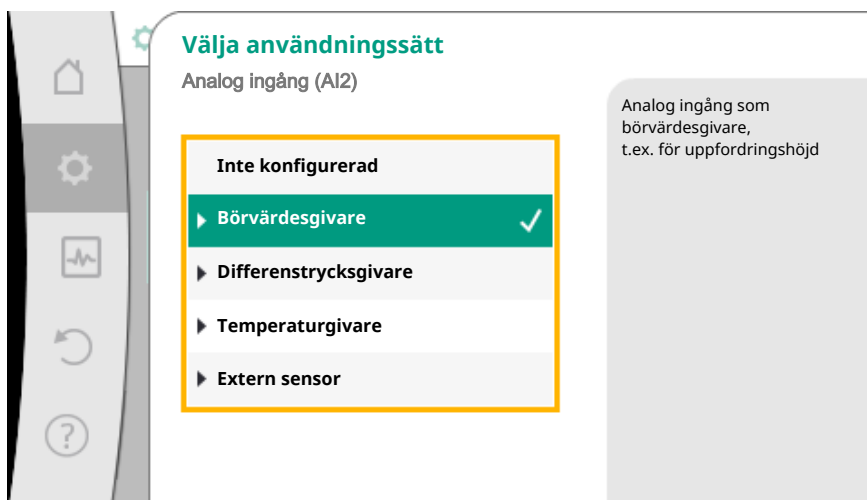 Välja användningssätt
Analog ingång (AI2)
Inte konfigurerad
Börvärdesgivare
Differenstrycksgivare
Temperaturgivare
Extern sensor
Analog ingång som
börvärdesgivare,
t.ex. för uppfordringshöjd
?